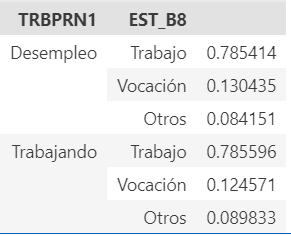 TRBPRN1 EST_B8
Desempleo Trabajo 0.785414
Vocación 0.130435
Otros 0.084151
Trabajando Trabajo 0.785596
Vocación 0.124571
Otros 0.089833